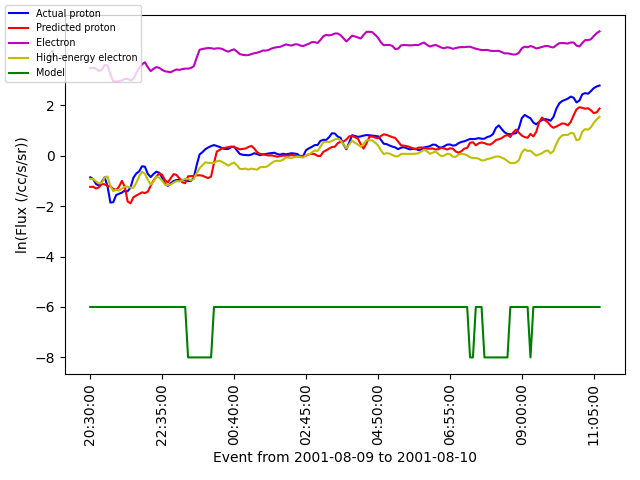 Actual proton
Predicted proton
Electron
High-energy electron
Model
2
0
−2
−4
−6
−8
ln(Flux (/cc/s/sr))
20:30:00
22:35:00
00:40:00
02:45:00
04:50:00
06:55:00
09:00:00
11:05:00
Event from 2001-08-09 to 2001-08-10